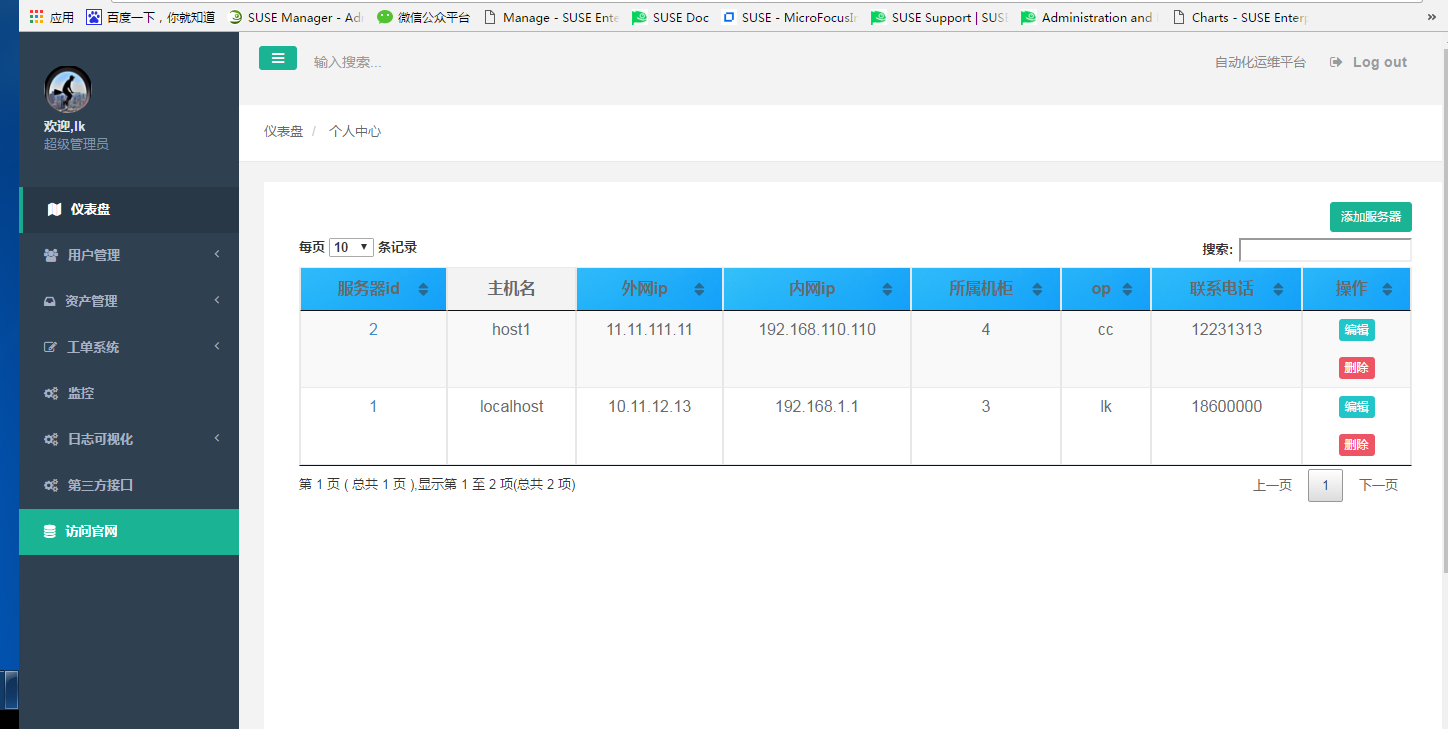 应用 百度一下，你就知道 SUSE Manager - Ad 微信公众平台 Manage - SUSE Ente SUSE Doc SUSE - MicroFocusIn SUSE Support | SUS Administration and Charts - SUSE Enterp »
输入搜索... 自动化运维平台 Log out
欢迎,lk
超级管理员
仪表盘 / 个人中心
仪表盘
用户管理
资产管理
工单系统
监控
日志可视化
第三方接口
访问官网
添加服务器
每页 10 条记录 搜索:
服务器id 主机名 外网ip 内网ip 所属机柜 op 联系电话 操作
2 host1 11.11.111.11 192.168.110.110 4 cc 12231313 编辑
删除
1 localhost 10.11.12.13 192.168.1.1 3 lk 18600000 编辑
删除
第 1 页 ( 总共 1 页 ),显示第 1 至 2 项(总共 2 项) 上一页 1 下一页